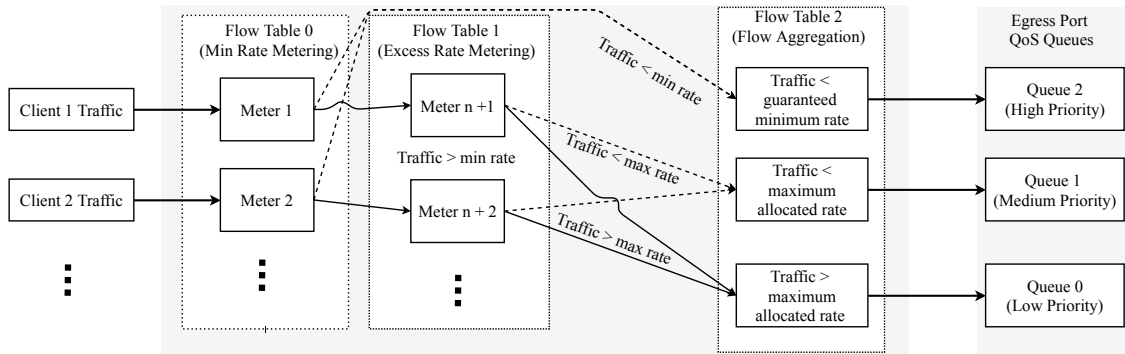 Flow Table 0
(Min Rate Metering)
Flow Table 1
(Excess Rate Metering)
Flow Table 2
(Flow Aggregation)
Egress Port
QoS Queues
Client 1 Traffic
Meter 1
Meter n +1
Traffic < min rate
Traffic <
guaranteed
minimum rate
Queue 2
(High Priority)
Traffic > min rate
Traffic < max rate
Client 2 Traffic
Meter 2
Meter n + 2
Traffic <
maximum
allocated rate
Queue 1
(Medium Priority)
Traffic > max rate
Traffic >
maximum
allocated rate
Queue 0
(Low Priority)